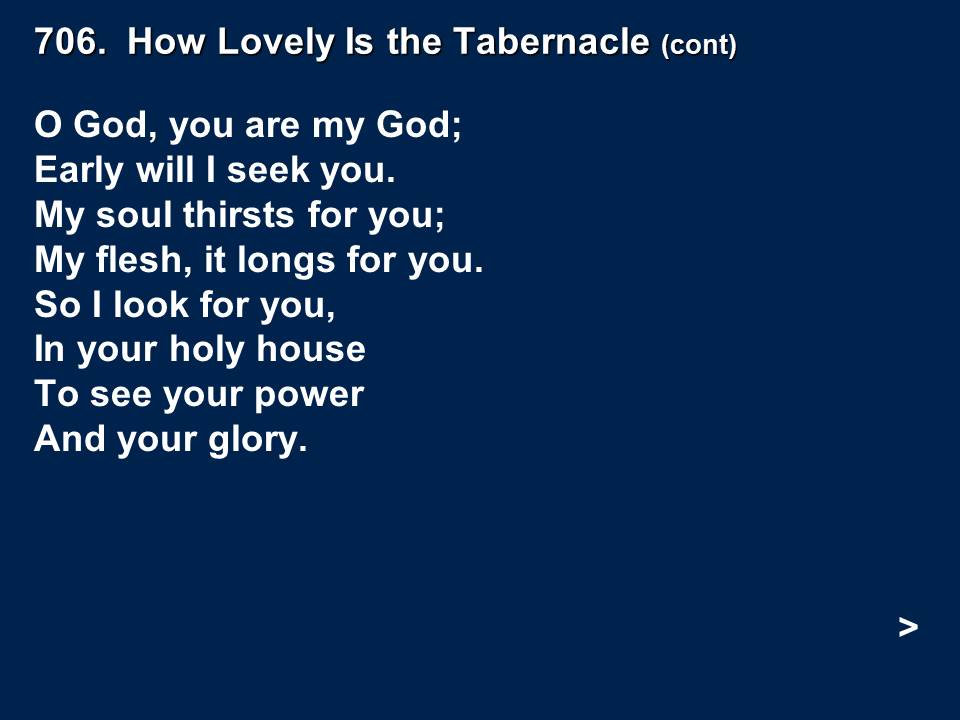 706.  How Lovely Is the Tabernacle (cont)
O God, you are my God;
Early will I seek you.
My soul thirsts for you;
My flesh, it longs for you.
So I look for you,
In your holy house
To see your power
And your glory.
>